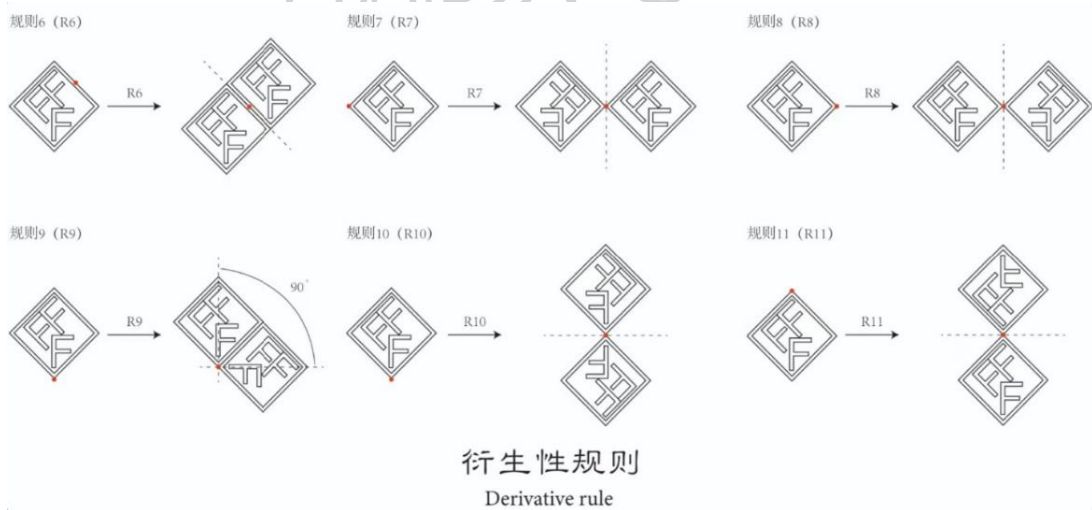 规则6（R6）
规则7（R7）
规则8（R8）
R6
R7
R8
规则9（R9）
规则10（R10）
规则11（R11）
90°
R9
R10
R11
衍生性规则
Derivative rule